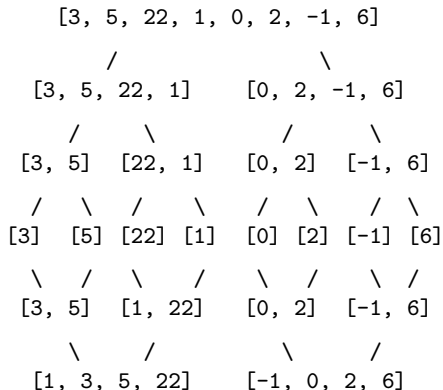 [3, 5, 22, 1, 0, 2, -1, 6]
/ \
[3, 5, 22, 1] [0, 2, -1, 6]
/ \ / \
[3, 5] [22, 1] [0, 2] [-1, 6]
/ \ / \ / \ / \
[3] [5] [22] [1] [0] [2] [-1] [6]
\ / \ / \ / \ /
[3, 5] [1, 22] [0, 2] [-1, 6]
\ / \ /
[1, 3, 5, 22] [-1, 0, 2, 6]